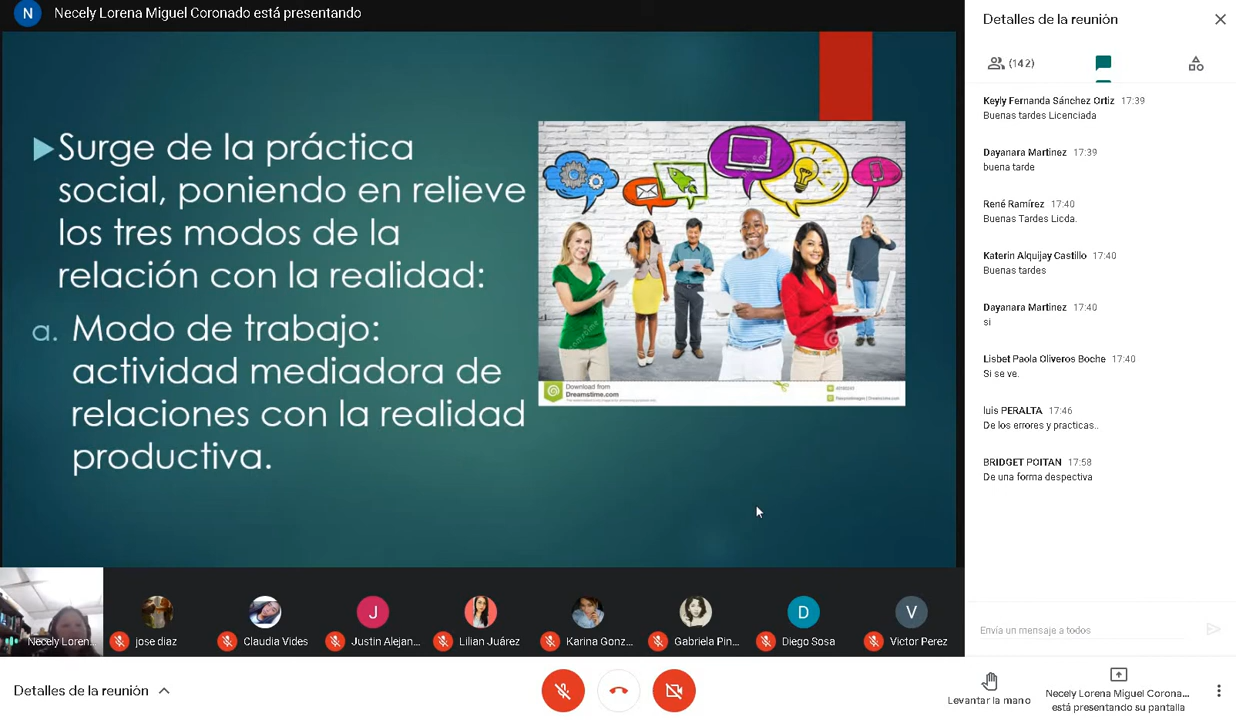 N Necely Lorena Miguel Coronado está presentando
Surge de la práctica
social, poniendo en relieve
los tres modos de la
relación con la realidad:
a. Modo de trabajo:
actividad mediadora de
relaciones con la realidad
productiva.
Download from
Dreamstime.com
Necely Loren...
jose diaz
Claudia Vides
J
Justin Alejan...
Lilian Juárez
Karina Gonz...
Gabriela Pin...
D
Diego Sosa
V
Victor Perez
Detalles de la reunión
(142)
Keyly Fernanda Sánchez Ortiz 17:39
Buenas tardes Licenciada
Dayanara Martinez 17:39
buena tarde
René Ramírez 17:40
Buenas Tardes Licda.
Katerin Alquijay Castillo 17:40
Buenas tardes
Dayanara Martinez 17:40
si
Lisbet Paola Oliveros Boche 17:40
Si se ve.
luis PERALTA 17:46
De los errores y practicas..
BRIDGET POITAN 17:58
De una forma despectiva
Envía un mensaje a todos
Detalles de la reunión
Levantar la mano
Necely Lorena Miguel Corona...
está presentando su pantalla